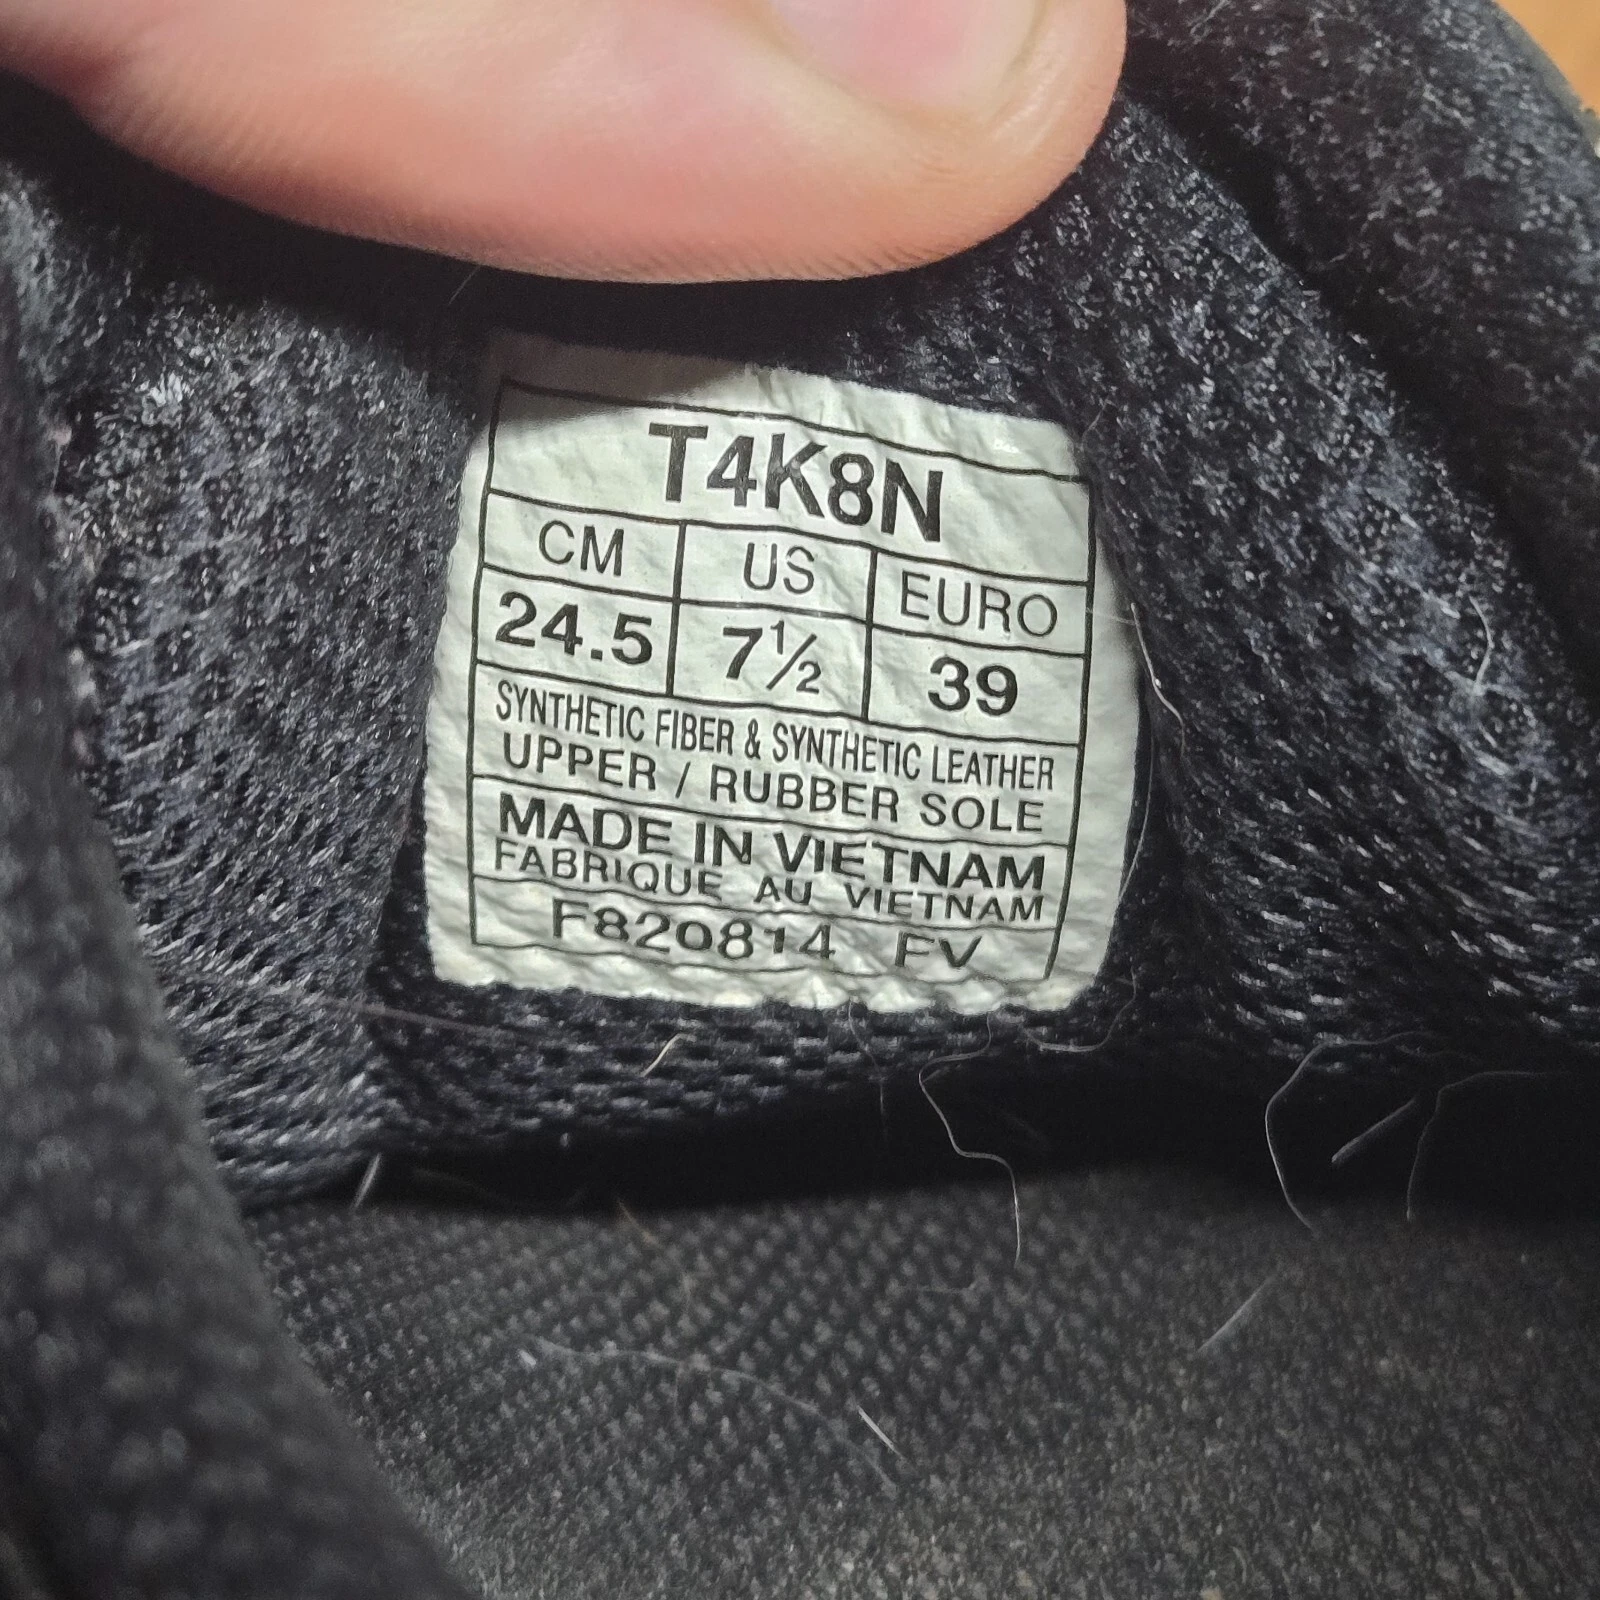 T4K8N
CM US EURO
24.5 7½ 39
SYNTHETIC FIBER & SYNTHETIC LEATHER
UPPER / RUBBER SOLE
MADE IN VIETNAM
FABRIQUE AU VIETNAM
F820814 FV